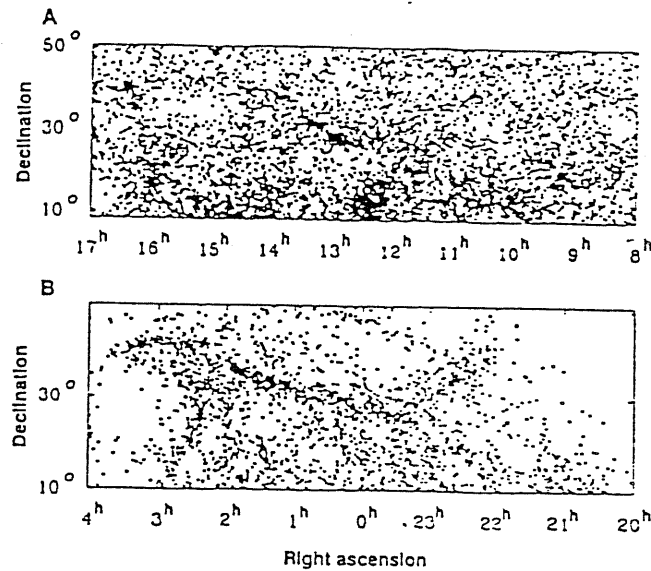 A
50°
30°
10°
Declination
17h 16h 15h 14h 13h 12h 11h 10h 9h 8h
B
30°
10°
Declination
4h 3h 2h 1h 0h 23h 22h 21h 20h
Right ascension